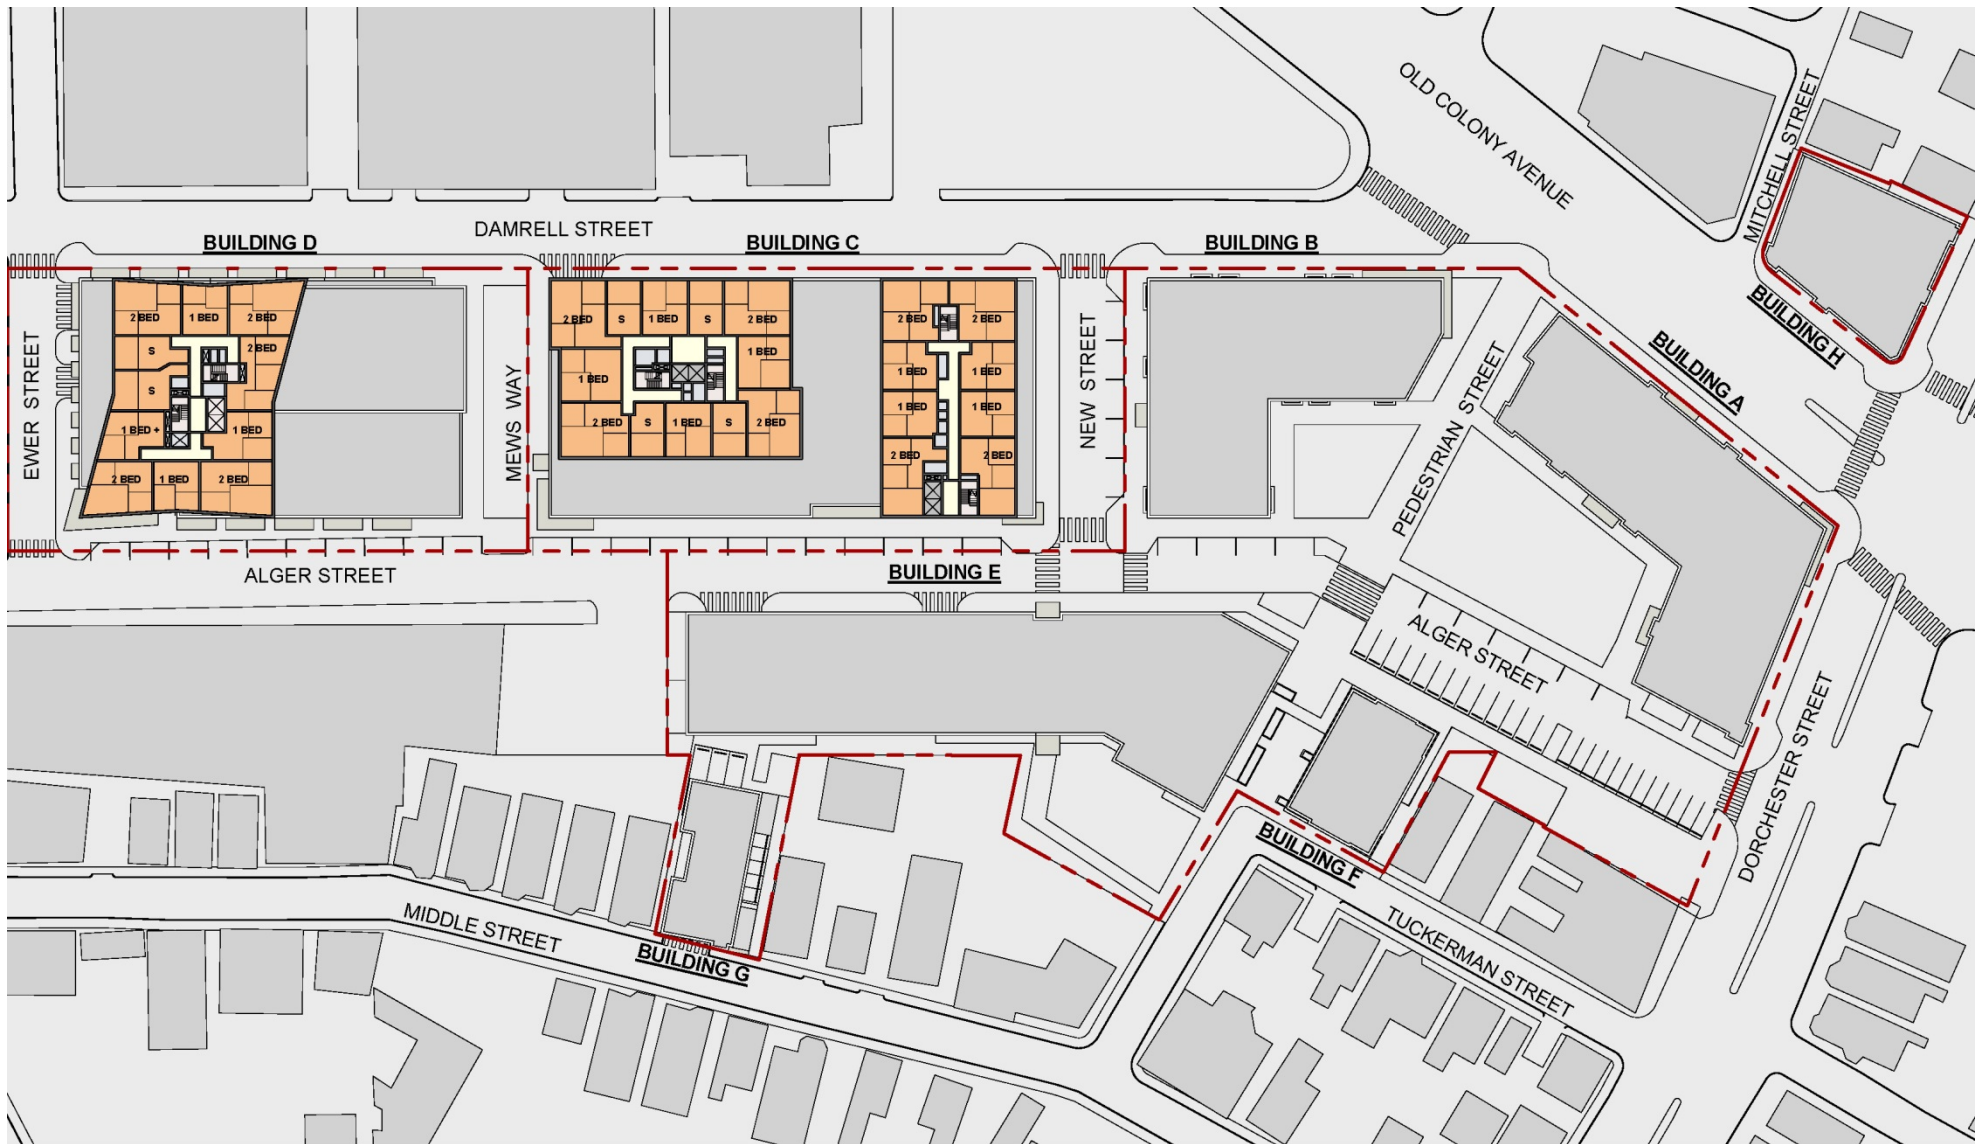 OLD COLONY AVENUE
MITCHELL STREET
DAMRELL STREET
BUILDING D
BUILDING C
BUILDING B
BUILDING H
BUILDING A
2 BED
1 BED
2 BED
2 BED
S
S
1 BED +
1 BED
2 BED
1 BED
2 BED
2 BED
S
1 BED
S
2 BED
1 BED
1 BED
2 BED
S
1 BED
S
2 BED
2 BED
2 BED
1 BED
1 BED
1 BED
1 BED
2 BED
2 BED
EWER STREET
MEWS WAY
NEW STREET
PEDESTRIAN STREET
ALGER STREET
BUILDING E
ALGER STREET
DORCHESTER STREET
BUILDING F
MIDDLE STREET
BUILDING G
TUCKERMAN STREET